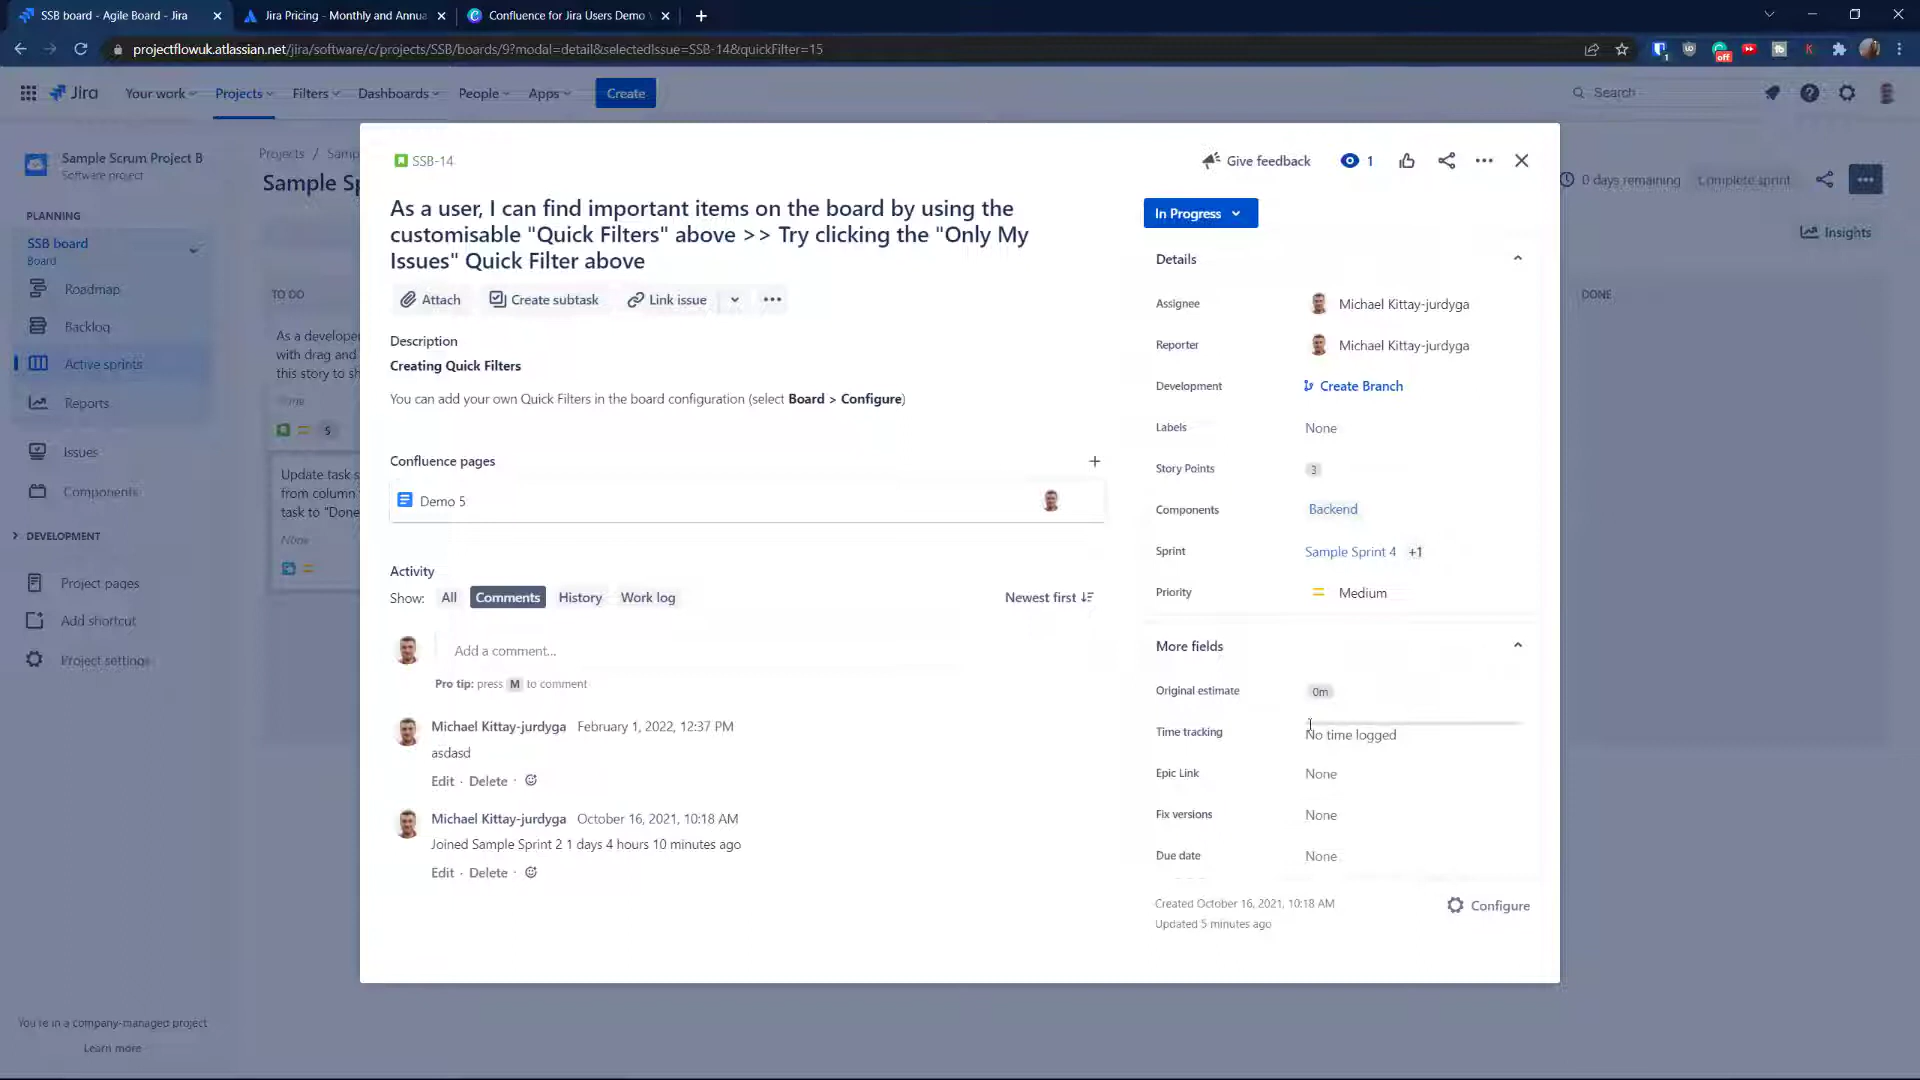 SSB board - Agile Board - Jira
Jira Pricing - Monthly and Annua
Confluence for Jira Users Demo
projectflowuk.atlassian.net/jira/software/c/projects/SSB/boards/9?modal=detail&selectedIssue=SSB-14&quickFilter=15
off
Jira
Your work
Projects
Filters
Dashboards
People
Apps
Create
Search
Sample Scrum Project B
Software project
Projects / Samp
Sample Sp
0 days remaining
Complete sprint
Insights
PLANNING
SSB board
Board
Roadmap
Backlog
Active sprints
Reports
Issues
Components
DEVELOPMENT
Project pages
Add shortcut
Project settings
You're in a company-managed project
Learn more
TO DO
As a developer
with drag and
this story to sh
None
5
Update task s
from column
task to "Done
None
DONE
SSB-14
Give feedback
1
As a user, I can find important items on the board by using the
customisable "Quick Filters" above >> Try clicking the "Only My
Issues" Quick Filter above
Attach
Create subtask
Link issue
Description
Creating Quick Filters
You can add your own Quick Filters in the board configuration (select Board > Configure)
Confluence pages
Demo 5
Activity
Show:
All
Comments
History
Work log
Newest first
Add a comment...
Pro tip: press M to comment
Michael Kittay-jurdyga February 1, 2022, 12:37 PM
asdasd
Edit · Delete ·
Michael Kittay-jurdyga October 16, 2021, 10:18 AM
Joined Sample Sprint 2 1 days 4 hours 10 minutes ago
Edit · Delete ·
In Progress
Details
Assignee
Michael Kittay-jurdyga
Reporter
Michael Kittay-jurdyga
Development
Create Branch
Labels
None
Story Points
3
Components
Backend
Sprint
Sample Sprint 4 +1
Priority
Medium
More fields
Original estimate
0m
Time tracking
No time logged
Epic Link
None
Fix versions
None
Due date
None
Created October 16, 2021, 10:18 AM
Updated 5 minutes ago
Configure